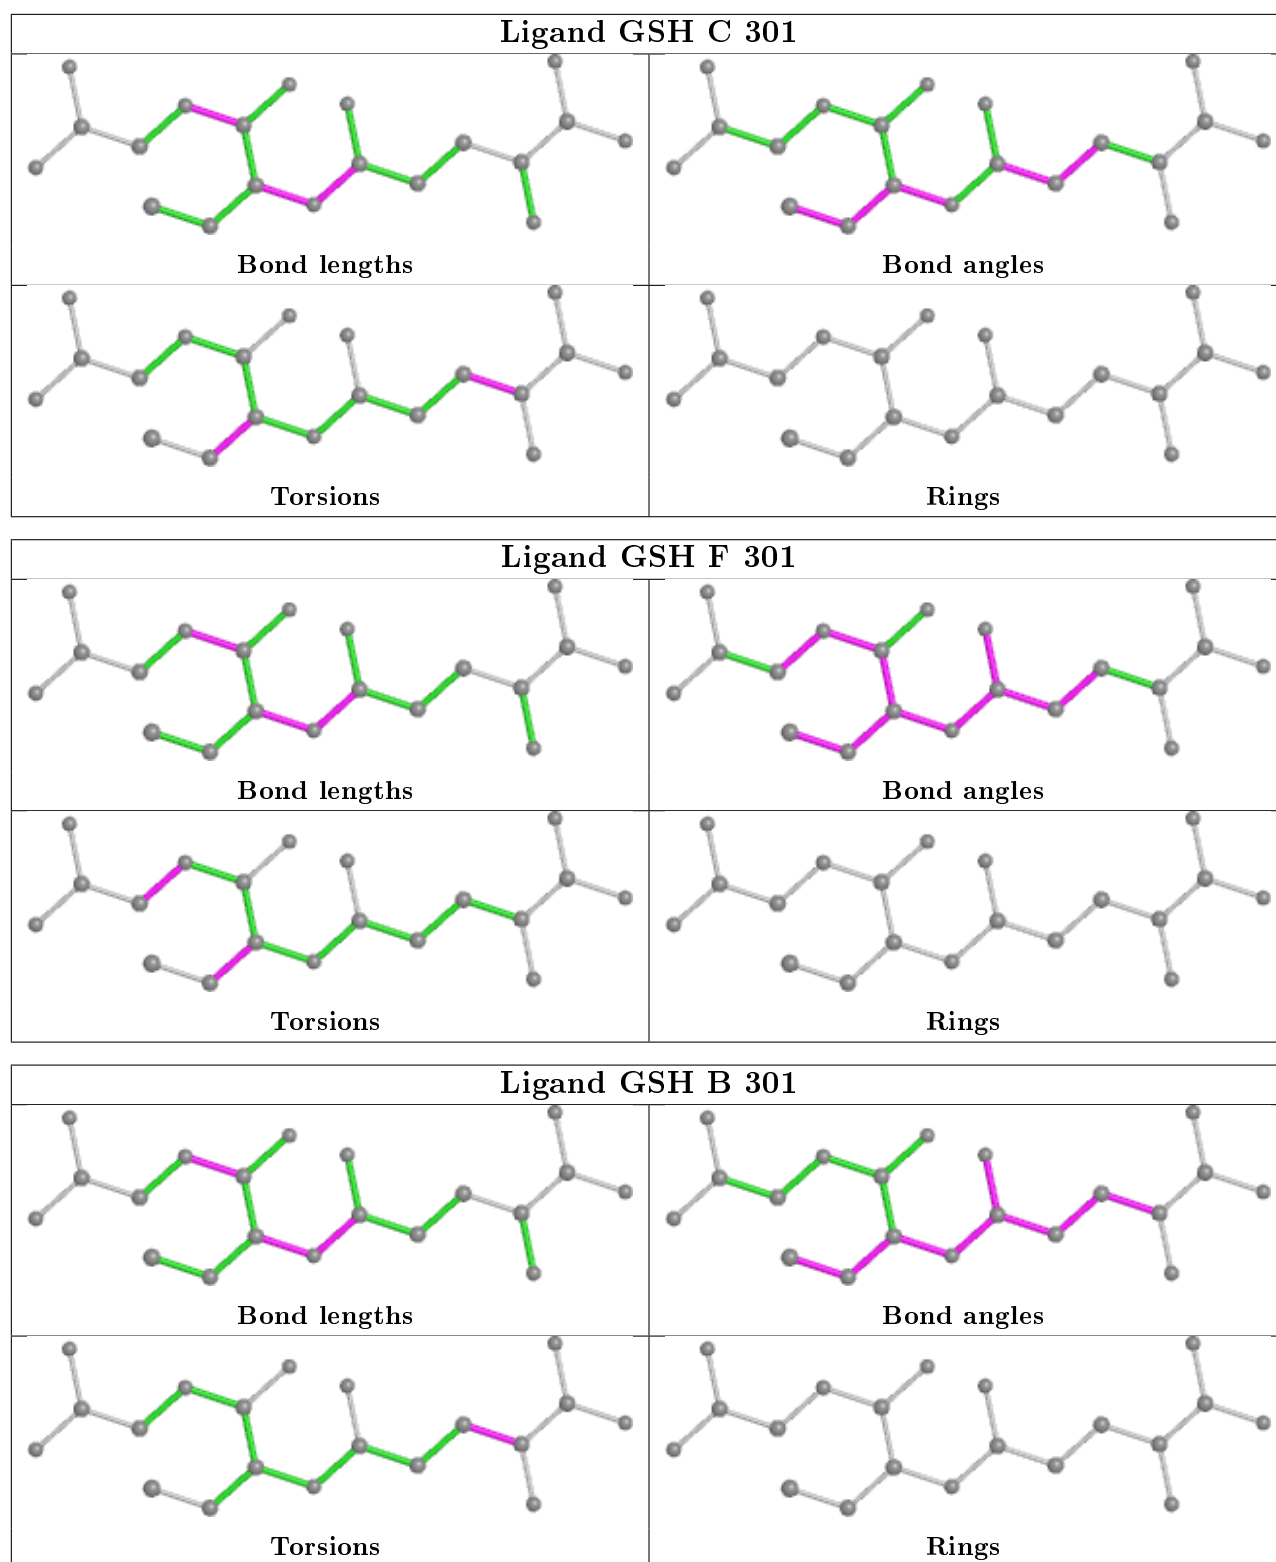 Ligand GSH C 301
Bond lengths
Bond angles
Torsions
Rings
Ligand GSH F 301
Bond lengths
Bond angles
Torsions
Rings
Ligand GSH B 301
Bond lengths
Bond angles
Torsions
Rings